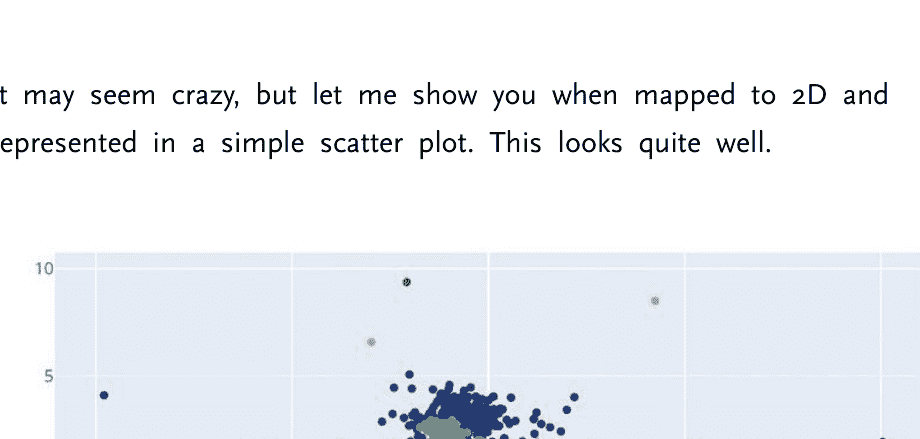 t may seem crazy, but let me show you when mapped to 2D and
epresented in a simple scatter plot. This looks quite well.
10
5